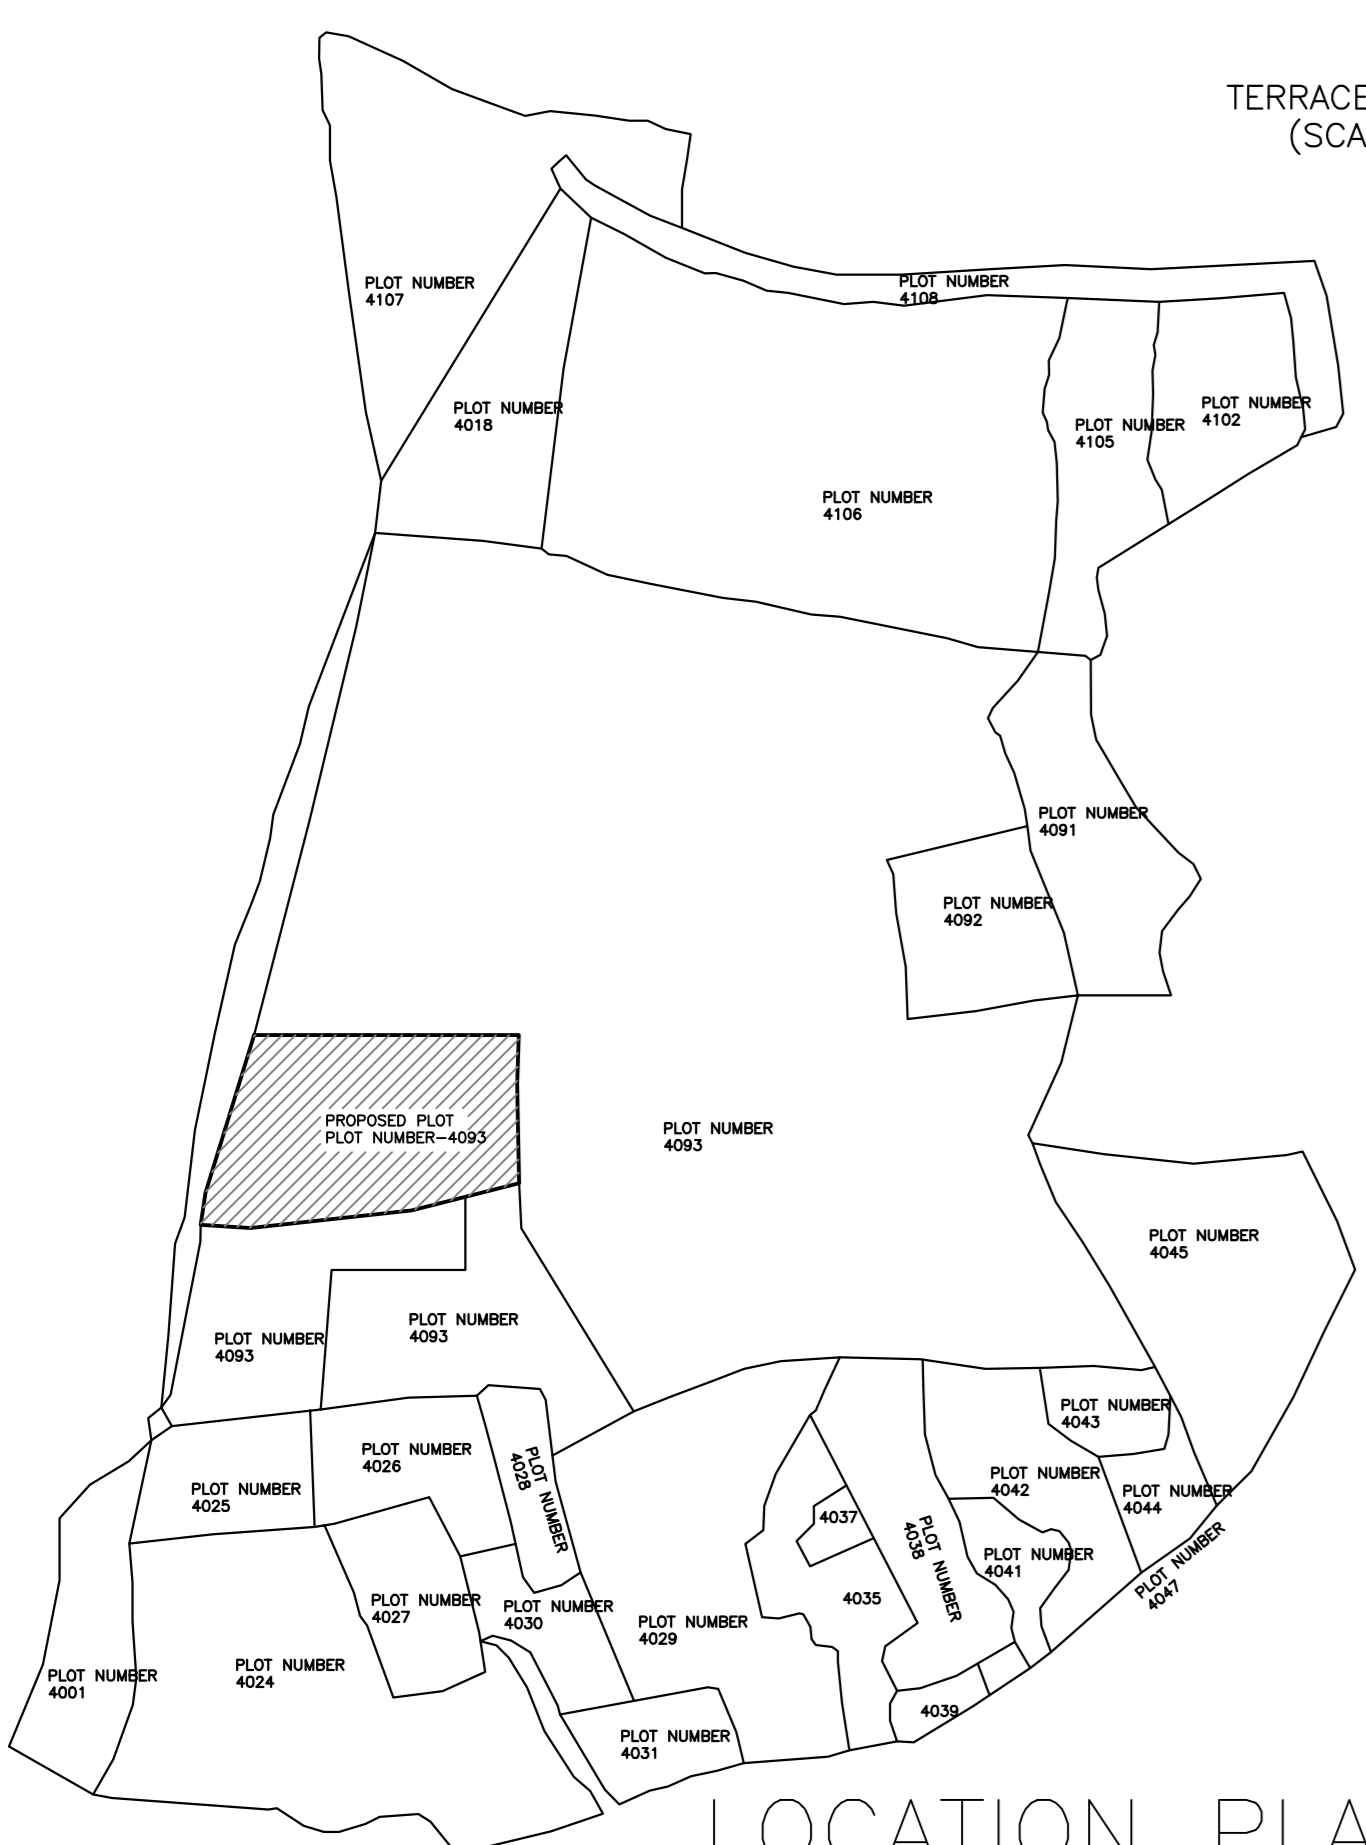 TERRACE
(SCA
PLOT NUMBER
4107
PLOT NUMBER
4108
PLOT NUMBER
4018
PLOT NUMBER
4102
PLOT NUMBER
4105
PLOT NUMBER
4106
PLOT NUMBER
4091
PLOT NUMBER
4092
PROPOSED PLOT
PLOT NUMBER-4093
PLOT NUMBER
4093
PLOT NUMBER
4045
PLOT NUMBER
4093
PLOT NUMBER
4093
PLOT NUMBER
4043
PLOT NUMBER
4026
PLOT NUMBER
4028
PLOT NUMBER
4025
PLOT NUMBER
4042
PLOT NUMBER
4044
4037
PLOT NUMBER
4038
PLOT NUMBER
4041
PLOT NUMBER
4047
PLOT NUMBER
4027
PLOT NUMBER
4030
4035
PLOT NUMBER
4029
PLOT NUMBER
4024
PLOT NUMBER
4001
4039
PLOT NUMBER
4031
LOCATION PLA